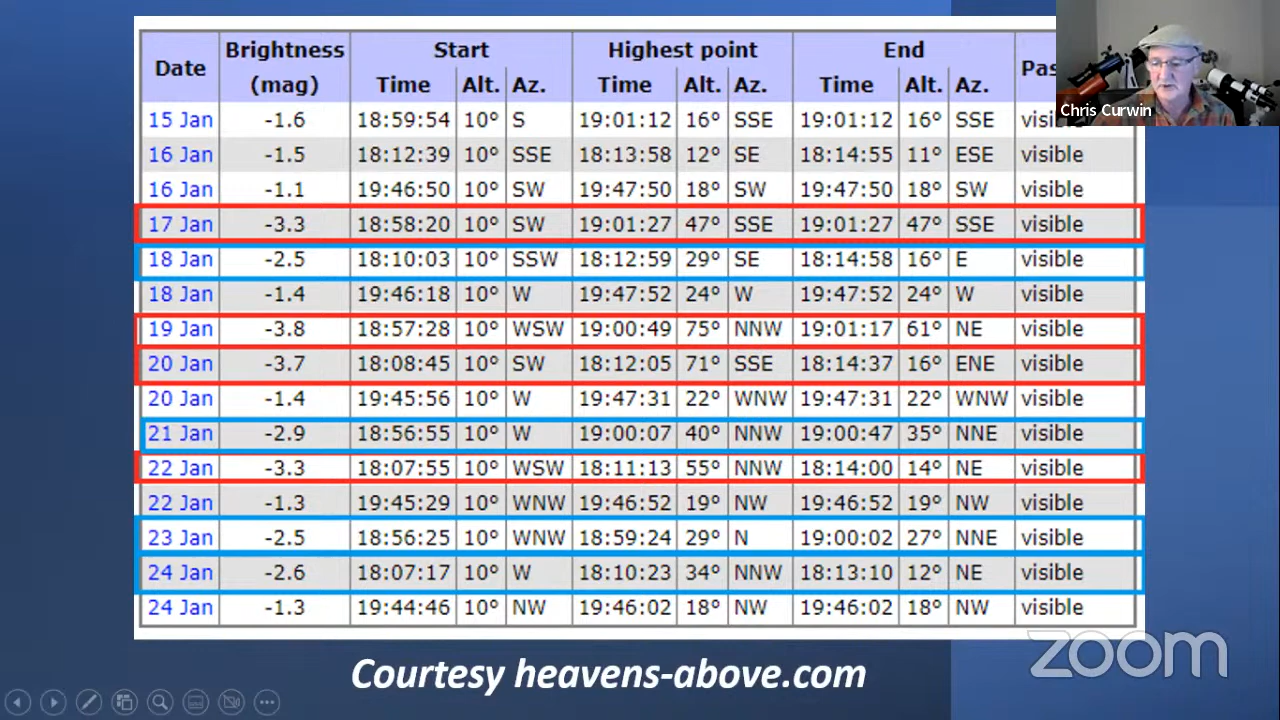 Date Brightness (mag) Start Highest point End Pas
Time Alt. Az. Time Alt. Az. Time Alt. Az.
15 Jan -1.6 18:59:54 10° S 19:01:12 16° SSE 19:01:12 16° SSE visi
16 Jan -1.5 18:12:39 10° SSE 18:13:58 12° SE 18:14:55 11° ESE visible
16 Jan -1.1 19:46:50 10° SW 19:47:50 18° SW 19:47:50 18° SW visible
17 Jan -3.3 18:58:20 10° SW 19:01:27 47° SSE 19:01:27 47° SSE visible
18 Jan -2.5 18:10:03 10° SSW 18:12:59 29° SE 18:14:58 16° E visible
18 Jan -1.4 19:46:18 10° W 19:47:52 24° W 19:47:52 24° W visible
19 Jan -3.8 18:57:28 10° WSW 19:00:49 75° NNW 19:01:17 61° NE visible
20 Jan -3.7 18:08:45 10° SW 18:12:05 71° SSE 18:14:37 16° ENE visible
20 Jan -1.4 19:45:56 10° W 19:47:31 22° WNW 19:47:31 22° WNW visible
21 Jan -2.9 18:56:55 10° W 19:00:07 40° NNW 19:00:47 35° NNE visible
22 Jan -3.3 18:07:55 10° WSW 18:11:13 55° NNW 18:14:00 14° NE visible
22 Jan -1.3 19:45:29 10° WNW 19:46:52 19° NW 19:46:52 19° NW visible
23 Jan -2.5 18:56:25 10° WNW 18:59:24 29° N 19:00:02 27° NNE visible
24 Jan -2.6 18:07:17 10° W 18:10:23 34° NNW 18:13:10 12° NE visible
24 Jan -1.3 19:44:46 10° NW 19:46:02 18° NW 19:46:02 18° NW visible
Chris Curwin
Courtesy heavens-above.com
zoom